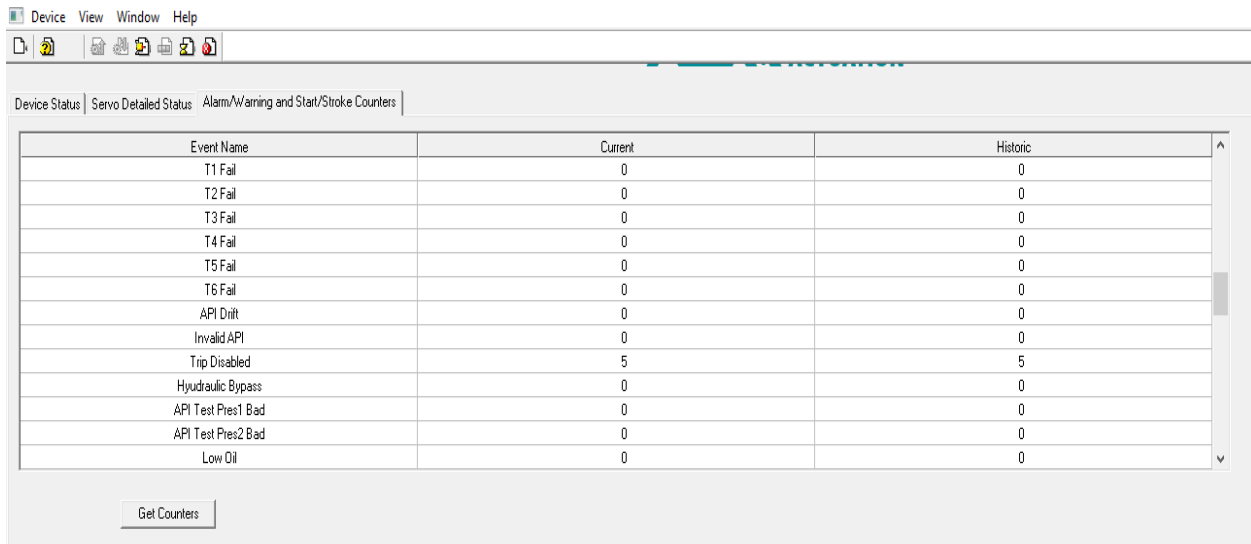 Device View Window Help
Device Status Servo Detailed Status Alarm/Warning and Start/Stroke Counters
Event Name Current Historic
T1 Fail 0 0
T2 Fail 0 0
T3 Fail 0 0
T4 Fail 0 0
T5 Fail 0 0
T6 Fail 0 0
API Drift 0 0
Invalid API 0 0
Trip Disabled 5 5
Hyudraulic Bypass 0 0
API Test Pres1 Bad 0 0
API Test Pres2 Bad 0 0
Low Oil 0 0
Get Counters